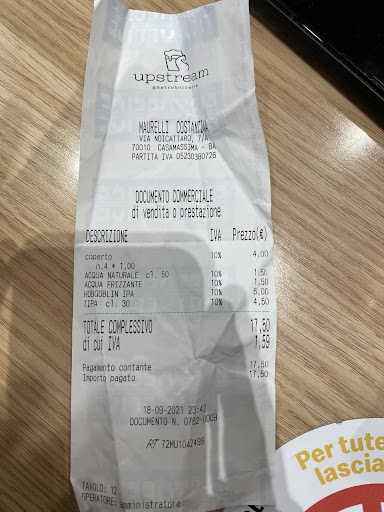 upstream
gastrobirreria
MAURELLI COSTANTINA
VIA NOICATTARO, 7/A
70010 CASAMASSIMA - BA
PARTITA IVA 05230380726
DOCUMENTO COMMERCIALE
di vendita o prestazione
DESCRIZIONE IVA Prezzo(€)
coperto 10% 4,00
n.4 * 1,00
ACQUA NATURALE cl. 50 10% 1,50
ACQUA FRIZZANTE 10% 1,50
HOBGOBLIN IPA 10% 6,00
TIPA cl. 30 10% 4,50
TOTALE COMPLESSIVO 17,50
di cui IVA 1,59
Pagamento contante 17,50
Importo pagato 17,50
18-09-2021 23:42
DOCUMENTO N. 0762-0009
RT 72MU1042499
TAVOLO: 12
OPERATORE: amministratore
Per tute
lascia